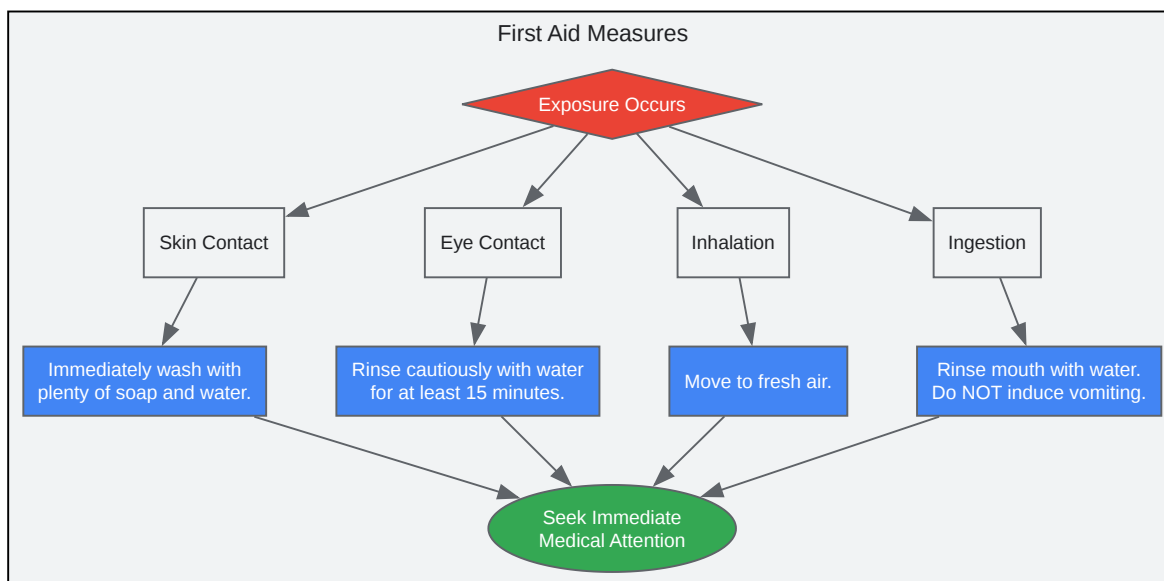 First Aid Measures
Exposure Occurs
Skin Contact
Eye Contact
Inhalation
Ingestion
Immediately wash with
plenty of soap and water.
Rinse cautiously with water
for at least 15 minutes.
Move to fresh air.
Rinse mouth with water.
Do NOT induce vomiting.
Seek Immediate
Medical Attention